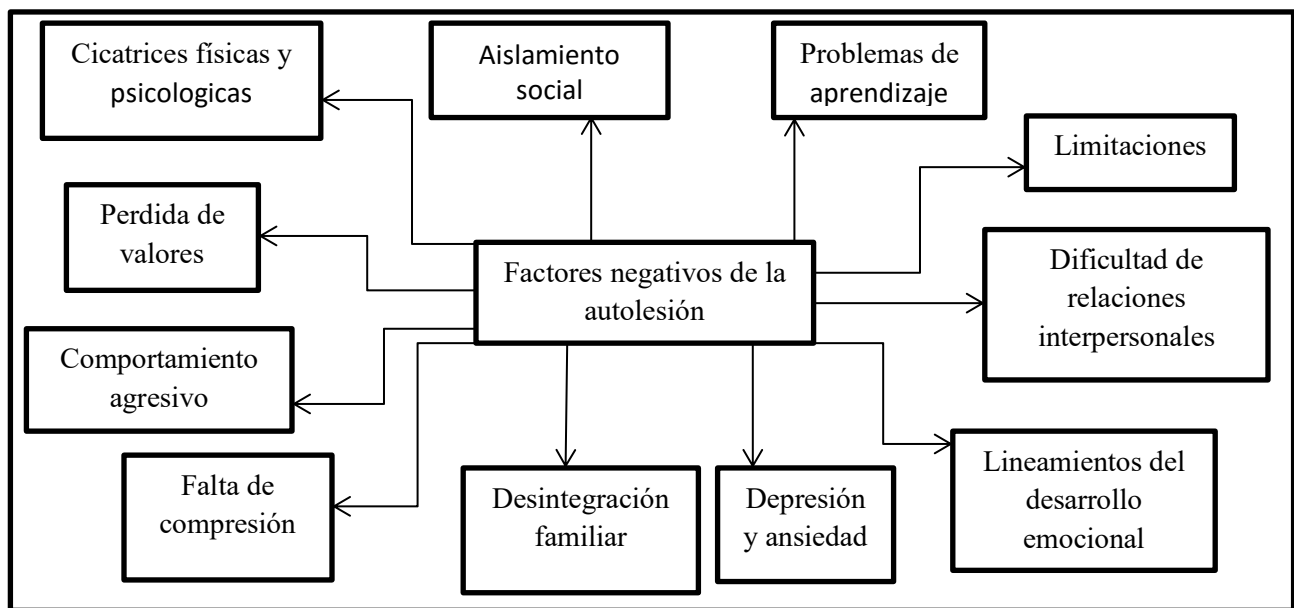 Cicatrices físicas y
psicologicas
Aislamiento
social
Problemas de
aprendizaje
Limitaciones
Perdida de
valores
Factores negativos de la
autolesión
Dificultad de
relaciones
interpersonales
Comportamiento
agresivo
Falta de
compresión
Desintegración
familiar
Depresión
y ansiedad
Lineamientos del
desarrollo
emocional